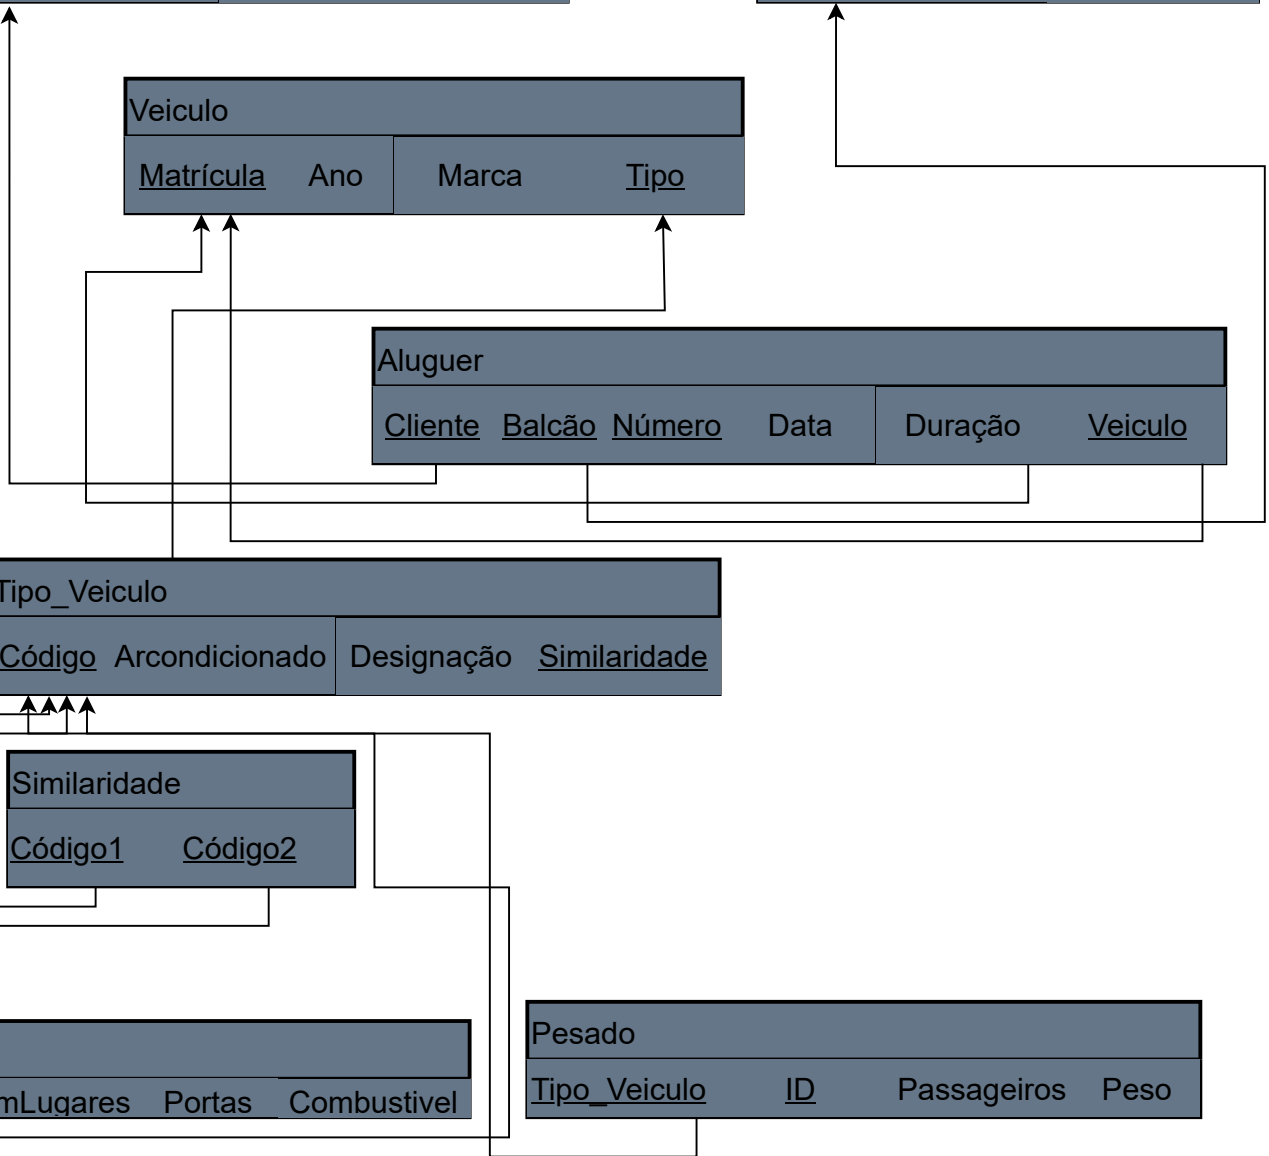 Veiculo
Matrícula Ano Marca Tipo
Aluguer
Cliente Balcão Número Data Duração Veiculo
Tipo_Veiculo
Código Arcondicionado Designação Similaridade
Similaridade
Código1 Código2
Pesado
mLugares Portas Combustivel
Tipo_Veiculo ID Passageiros Peso